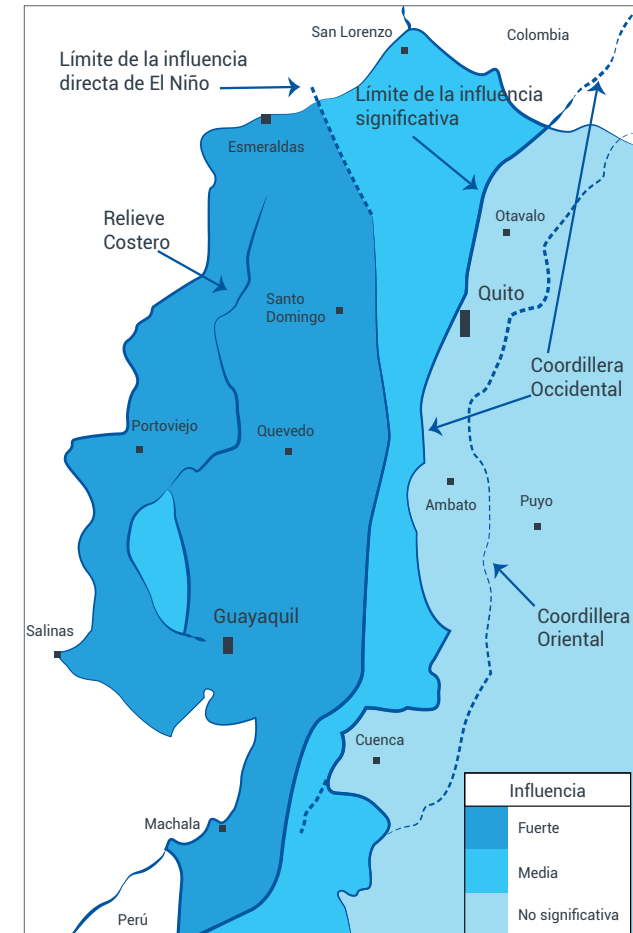 San Lorenzo
Colombia
Límite de la influencia
directa de El Niño
Límite de la influencia
significativa
Esmeraldas
Relieve
Costero
Otavalo
Santo
Domingo
Quito
Coordillera
Occidental
Portoviejo
Quevedo
Ambato
Puyo
Guayaquil
Coordillera
Oriental
Salinas
Cuenca
Machala
Perú
Influencia
Fuerte
Media
No significativa